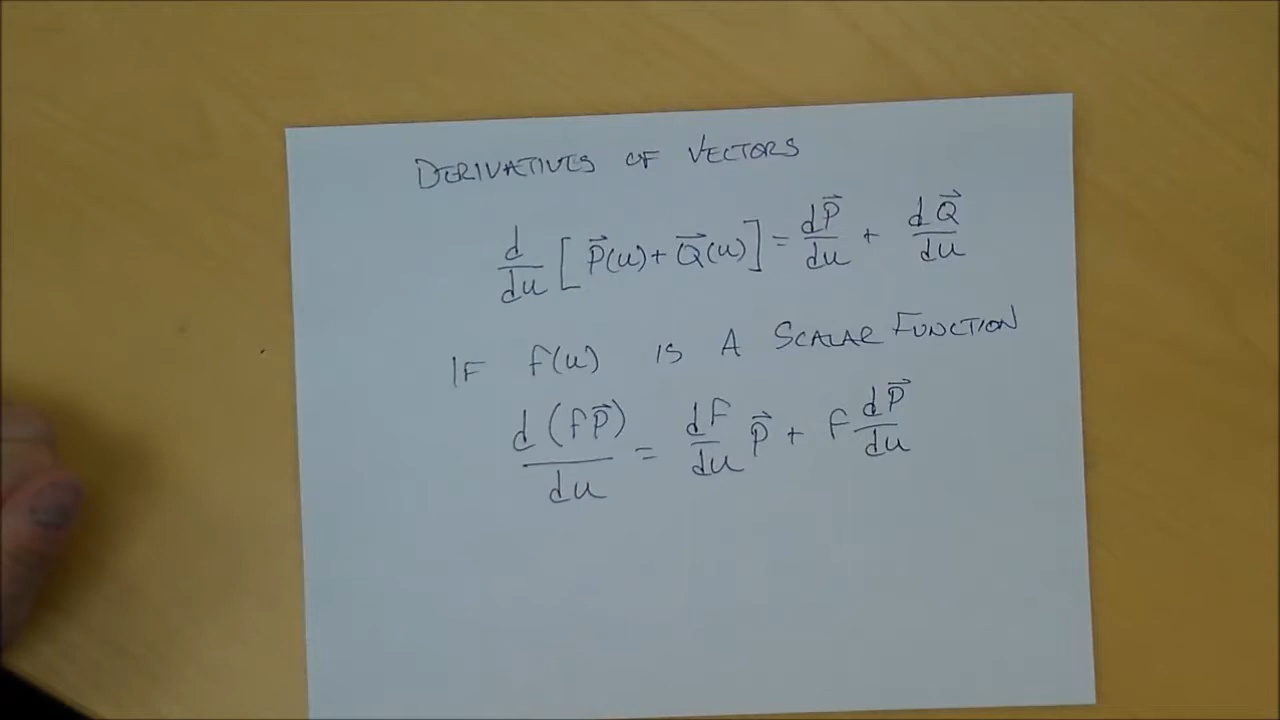 DERIVATIVES OF VECTORS
d/du [ P⃗(u) + Q⃗(u) ] = dP⃗/du + dQ⃗/du
IF f(u) IS A SCALAR FUNCTION
d(fP⃗)/du = df/du P⃗ + f dP⃗/du